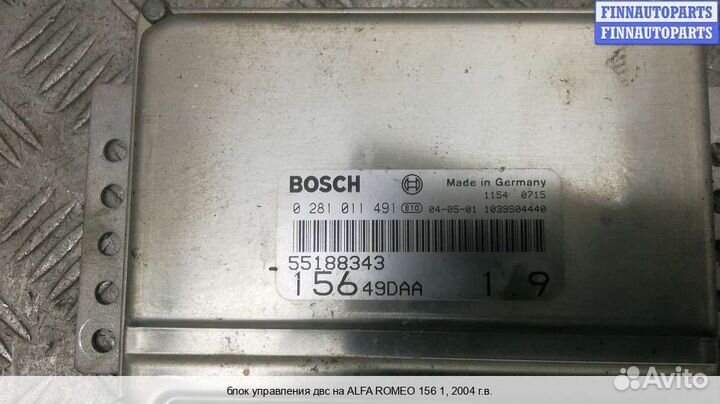 FINNAUTOPARTS
FINNAUTOPARTS
BOSCH Made in Germany
1154 0715
0 281 011 491 810 04-05-01 1039S04440
55188343
156 49DAA 1.9
блок управления двс на ALFA ROMEO 156 1, 2004 г.в.
Avito